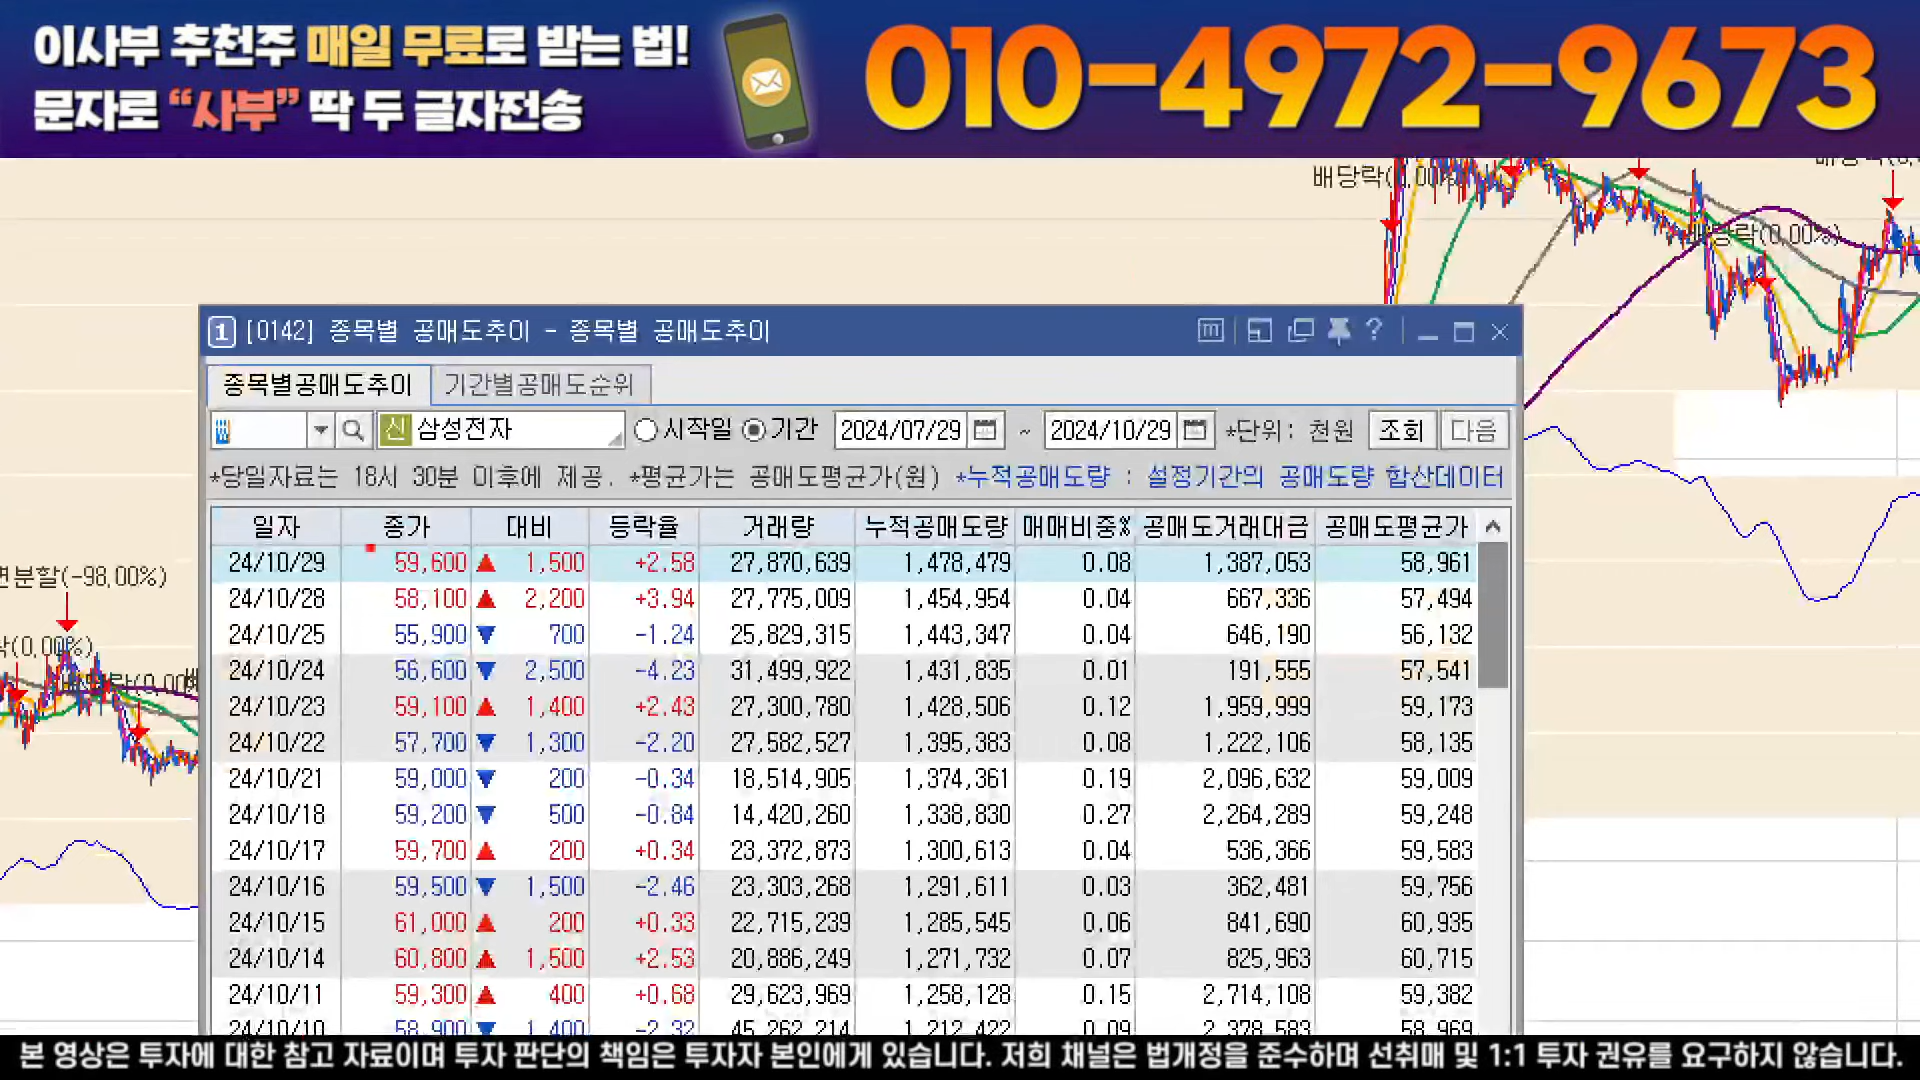 이사부 추천주 매일 무료로 받는 법!
문자로 “사부” 딱 두 글자전송
010-4972-9673
배당락(0,00%)
배당락(0,00%)
면분할(-98,00%)
락(0,00%)
1 [0142] 종목별 공매도추이 - 종목별 공매도추이
종목별공매도추이 기간별공매도순위
신 삼성전자 시작일 기간 2024/07/29 ~ 2024/10/29 *단위: 천원 조회 다음
*당일자료는 18시 30분 이후에 제공. *평균가는 공매도평균가(원) *누적공매도량 : 설정기간의 공매도량 합산데이터
일자 종가 대비 등락율 거래량 누적공매도량 매매비중% 공매도거래대금 공매도평균가
24/10/29 59,600 ▲ 1,500 +2.58 27,870,639 1,478,479 0.08 1,387,053 58,961
24/10/28 58,100 ▲ 2,200 +3.94 27,775,009 1,454,954 0.04 667,336 57,494
24/10/25 55,900 ▼ 700 -1.24 25,829,315 1,443,347 0.04 646,190 56,132
24/10/24 56,600 ▼ 2,500 -4.23 31,499,922 1,431,835 0.01 191,555 57,541
24/10/23 59,100 ▲ 1,400 +2.43 27,300,780 1,428,506 0.12 1,959,999 59,173
24/10/22 57,700 ▼ 1,300 -2.20 27,582,527 1,395,383 0.08 1,222,106 58,135
24/10/21 59,000 ▼ 200 -0.34 18,514,905 1,374,361 0.19 2,096,632 59,009
24/10/18 59,200 ▼ 500 -0.84 14,420,260 1,338,830 0.27 2,264,289 59,248
24/10/17 59,700 ▲ 200 +0.34 23,372,873 1,300,613 0.04 536,366 59,583
24/10/16 59,500 ▼ 1,500 -2.46 23,303,268 1,291,611 0.03 362,481 59,756
24/10/15 61,000 ▲ 200 +0.33 22,715,239 1,285,545 0.06 841,690 60,935
24/10/14 60,800 ▲ 1,500 +2.53 20,886,249 1,271,732 0.07 825,963 60,715
24/10/11 59,300 ▲ 400 +0.68 29,623,969 1,258,128 0.15 2,714,108 59,382
24/10/10 58,900 ▼ 1,400 -2.32 45,262,214 1,212,422 0.09 2,378,583 58,969
본 영상은 투자에 대한 참고 자료이며 투자 판단의 책임은 투자자 본인에게 있습니다. 저희 채널은 법개정을 준수하며 선취매 및 1:1 투자 권유를 요구하지 않습니다.